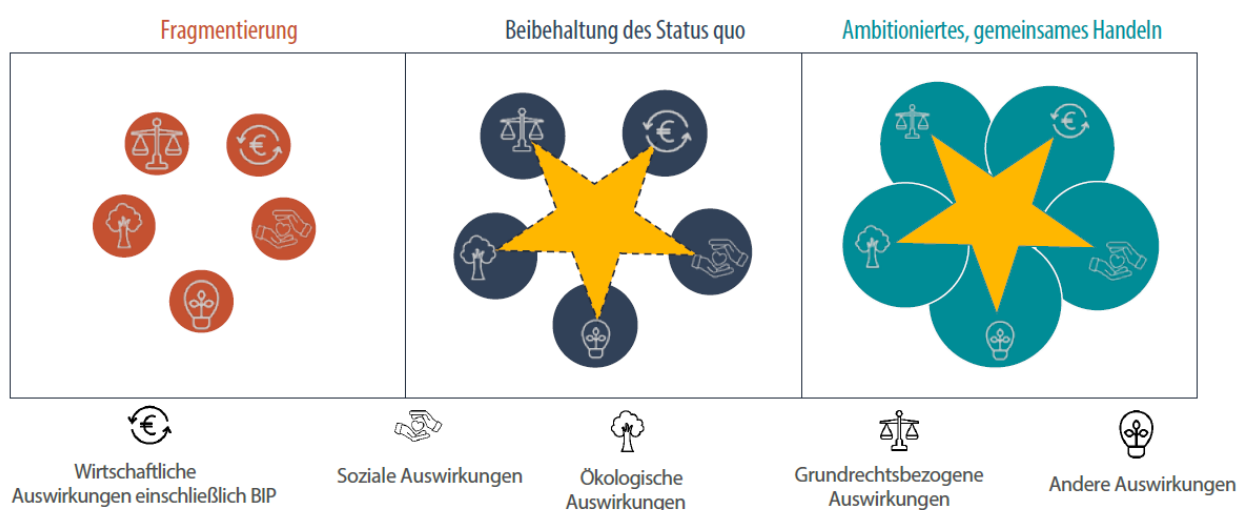 Fragmentierung
Beibehaltung des Status quo
Ambitioniertes, gemeinsames Handeln
€
€
€
€
Wirtschaftliche
Auswirkungen einschließlich BIP
Soziale Auswirkungen
Ökologische
Auswirkungen
Grundrechtsbezogene
Auswirkungen
Andere Auswirkungen